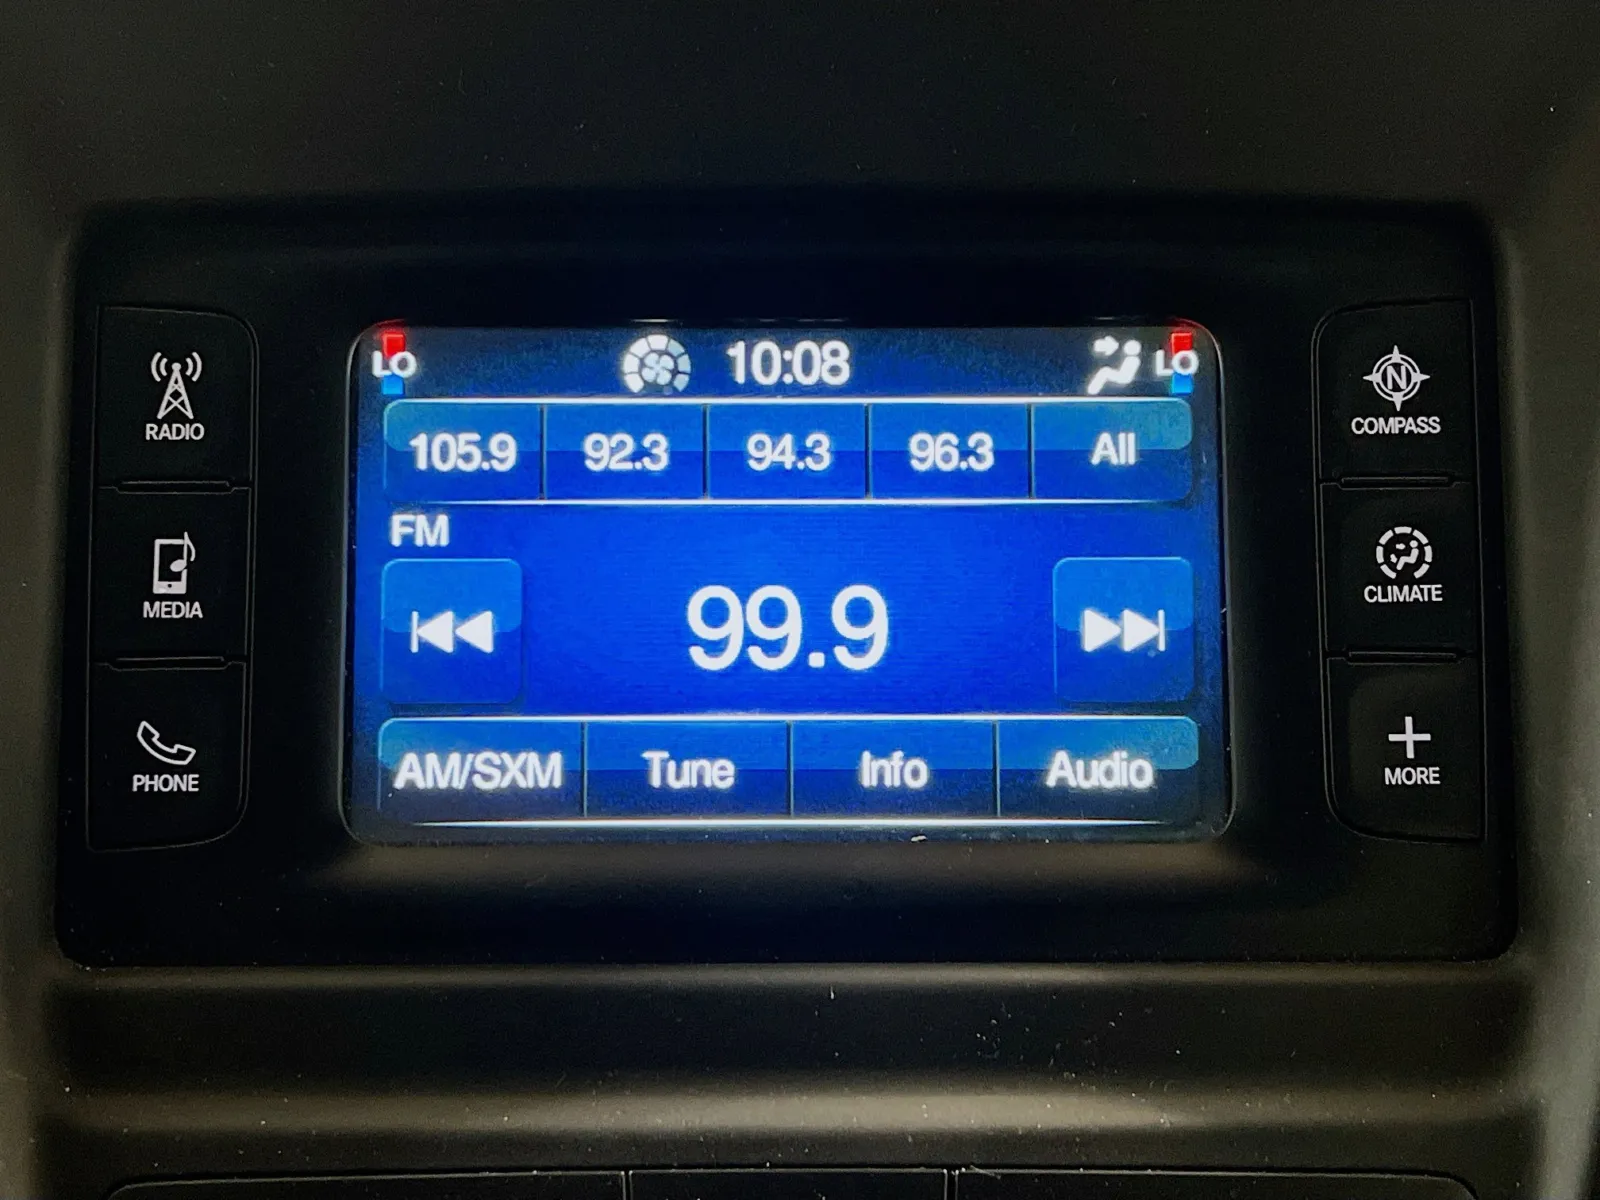 LO 10:08 LO
105.9 92.3 94.3 96.3 All
FM
99.9
AM/SXM Tune Info Audio
RADIO
MEDIA
PHONE
N
COMPASS
CLIMATE
MORE